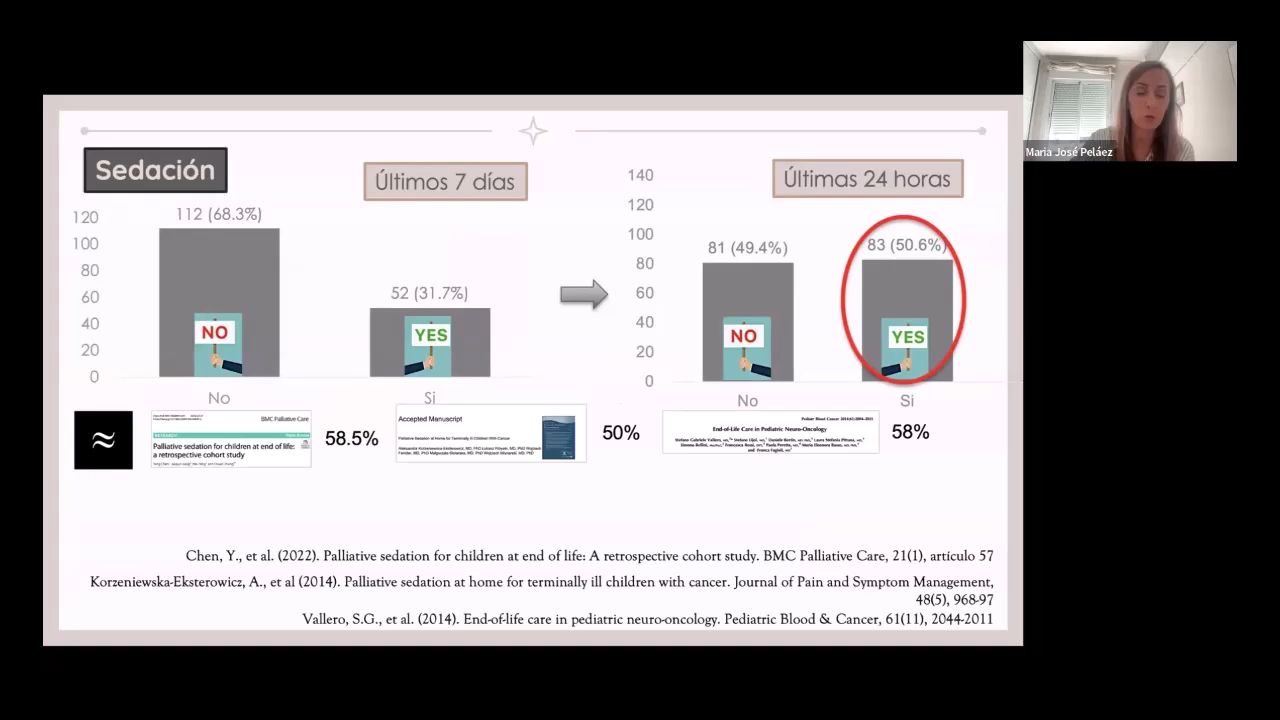 Maria José Peláez
Sedación
Últimos 7 días
Últimas 24 horas
120
100
80
60
40
20
0
112 (68.3%)
52 (31.7%)
NO
YES
No
Si
140
120
100
80
60
40
20
0
81 (49.4%)
83 (50.6%)
NO
YES
No
Si
≈
BMC Palliative Care
Palliative sedation for children at end of life:
a retrospective cohort study
58.5%
Accepted Manuscript
Palliative Sedation at Home for Terminally Ill Children With Cancer
50%
End-of-Life Care in Pediatric Neuro-Oncology
58%
Chen, Y., et al. (2022). Palliative sedation for children at end of life: A retrospective cohort study. BMC Palliative Care, 21(1), artículo 57
Korzeniewska-Eksterowicz, A., et al (2014). Palliative sedation at home for terminally ill children with cancer. Journal of Pain and Symptom Management,
48(5), 968-97
Vallero, S.G., et al. (2014). End-of-life care in pediatric neuro-oncology. Pediatric Blood & Cancer, 61(11), 2044-2011